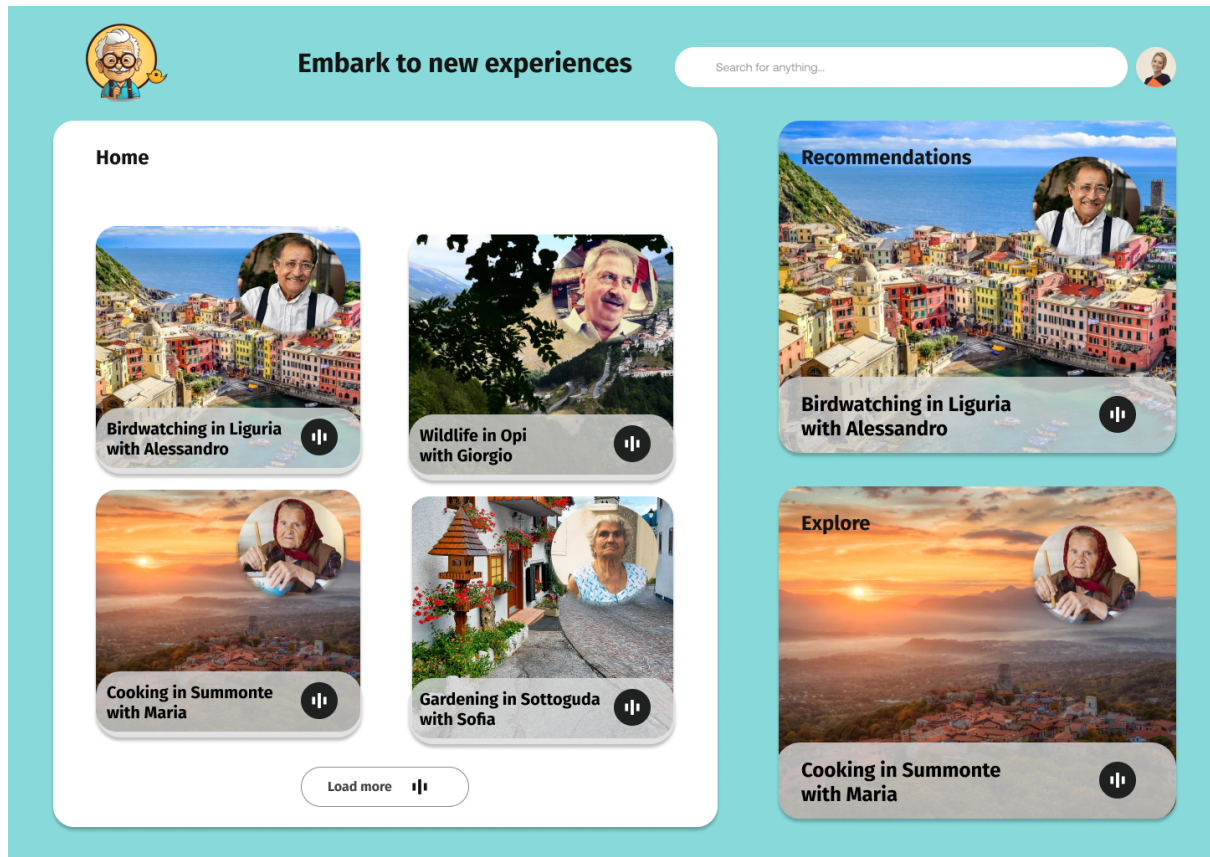 Embark to new experiences
Search for anything...
Home
Birdwatching in Liguria
with Alessandro
Wildlife in Opi
with Giorgio
Cooking in Summonte
with Maria
Gardening in Sottoguda
with Sofia
Load more
Recommendations
Birdwatching in Liguria
with Alessandro
Explore
Cooking in Summonte
with Maria